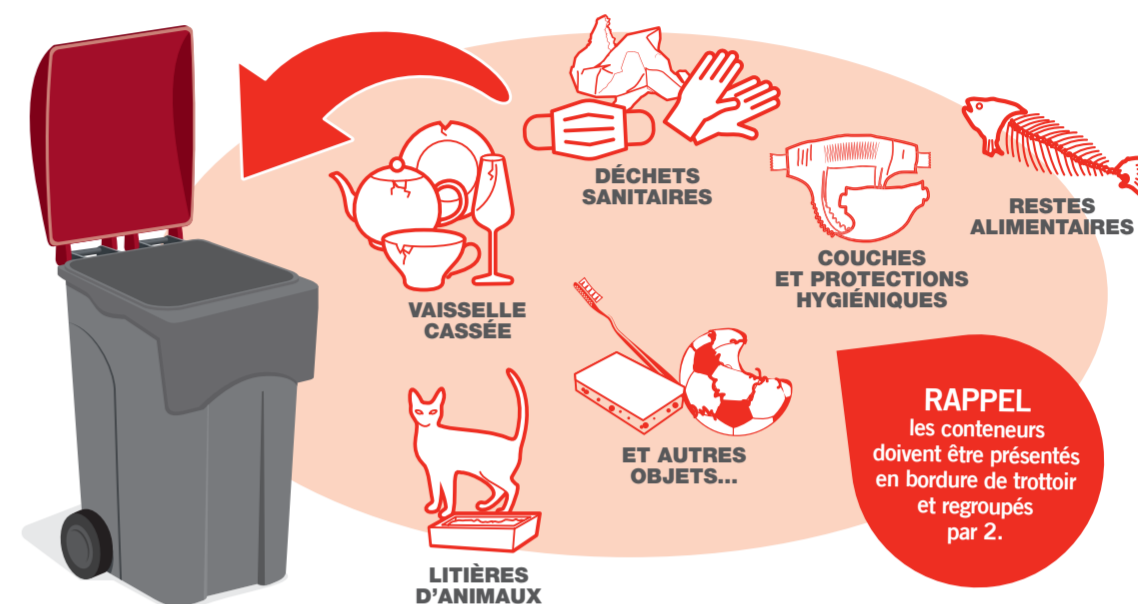 DÉCHETS
SANITAIRES
RESTES
ALIMENTAIRES
COUCHES
ET PROTECTIONS
HYGIÉNIQUES
VAISSELLE
CASSÉE
ET AUTRES
OBJETS...
LITIÈRES
D'ANIMAUX
RAPPEL
les conteneurs
doivent être présentés
en bordure de trottoir
et regroupés
par 2.